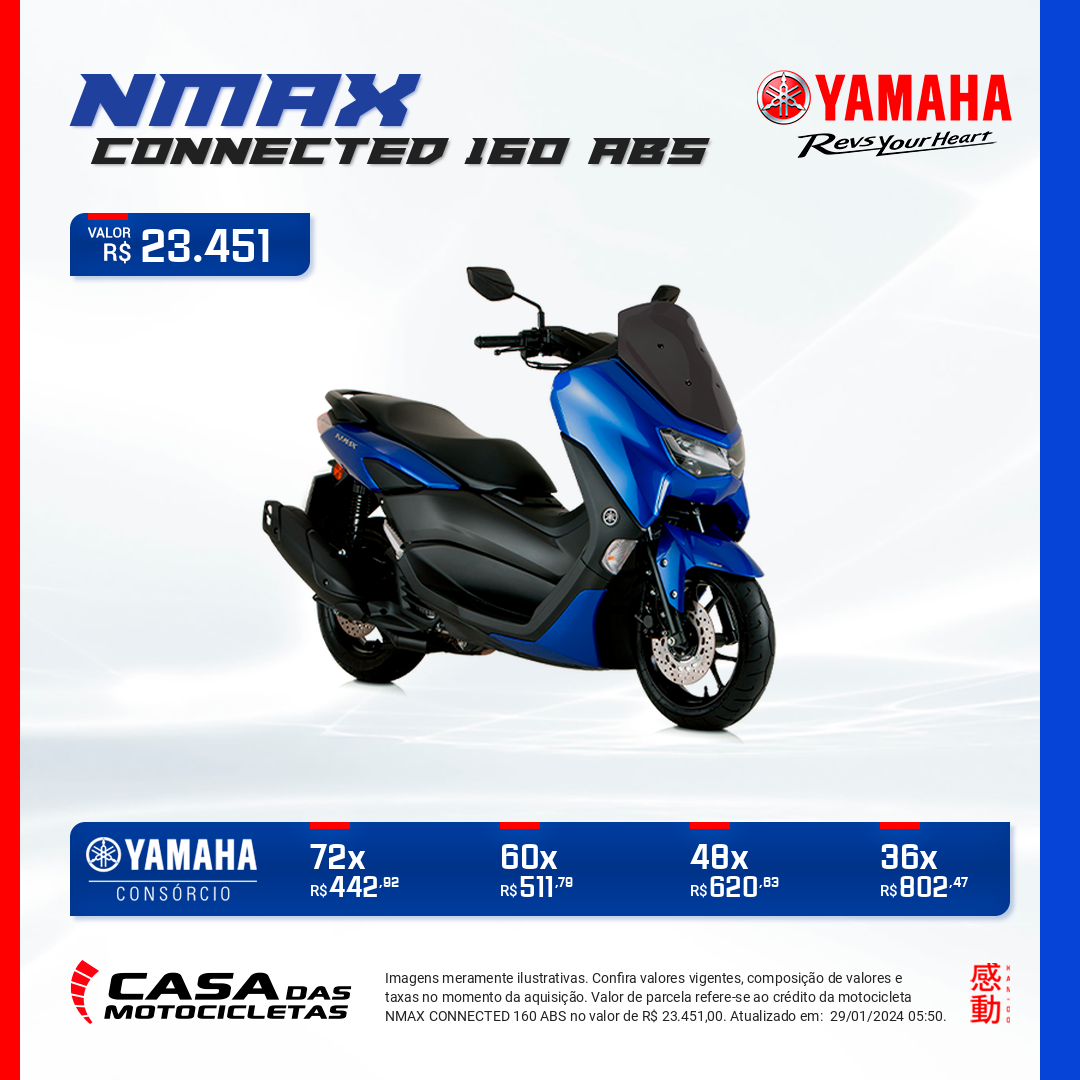 NMAX
CONNECTED 160 ABS
YAMAHA
Revs Your Heart
VALOR
R$ 23.451
NMAX
YAMAHA
CONSÓRCIO
72x
R$ 442,92
60x
R$ 511,79
48x
R$ 620,63
36x
R$ 802,47
CASA DAS
MOTOCICLETAS
Imagens meramente ilustrativas. Confira valores vigentes, composição de valores e
taxas no momento da aquisição. Valor de parcela refere-se ao crédito da motocicleta
NMAX CONNECTED 160 ABS no valor de R$ 23.451,00. Atualizado em: 29/01/2024 05:50.
感動